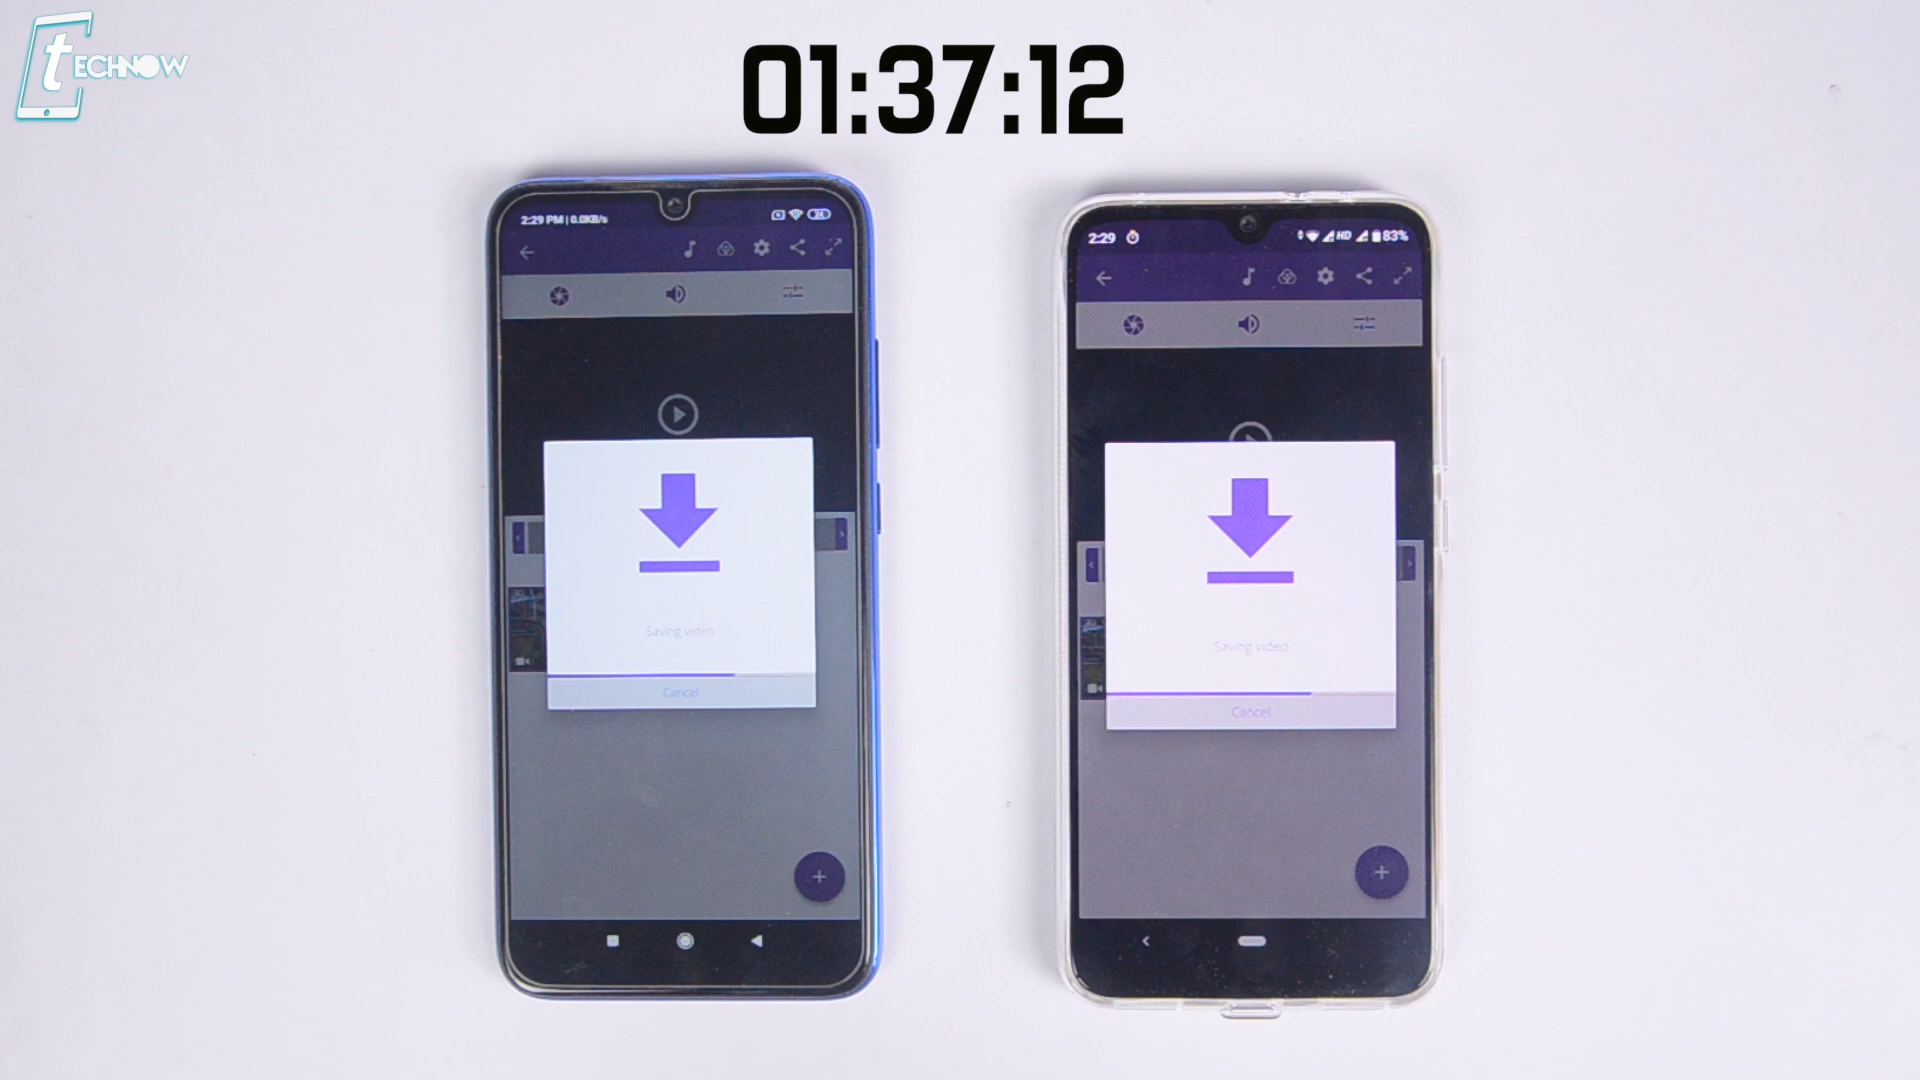 tECHNOW
01:37:12
2:29 PM | 0.0KB/s
Saving video
Cancel
2:29
HD
83%
Saving video
Cancel